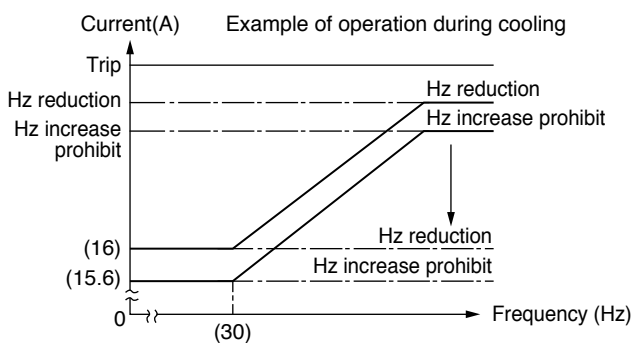 Current(A)
Example of operation during cooling
Trip
Hz reduction
Hz reduction
Hz increase
prohibit
Hz increase prohibit
Hz reduction
(16)
Hz increase prohibit
(15.6)
Frequency (Hz)
0
(30)